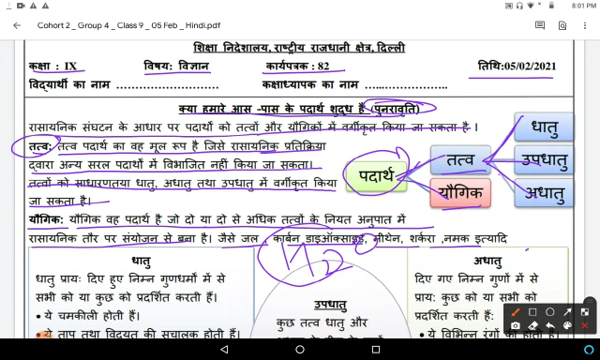 8:01 PM
Cohort 2 _ Group 4 _ Class 9 _ 05 Feb _ Hindi.pdf
शिक्षा निदेशालय, राष्ट्रीय राजधानी क्षेत्र, दिल्ली
कक्षा : IX विषय: विज्ञान कार्यपत्रक : 82 तिथि:05/02/2021
विद्यार्थी का नाम ........................... कक्षाध्यापक का नाम .....................
क्या हमारे आस -पास के पदार्थ शुद्ध हैं (पुनरावृति)
रासायनिक संघटन के आधार पर पदार्थों को तत्वों और यौगिकों में वर्गीकृत किया जा सकता है ।
तत्व: तत्व पदार्थ का वह मूल रूप है जिसे रासायनिक प्रतिक्रिया
द्वारा अन्य सरल पदार्थों में विभाजित नहीं किया जा सकता।
तत्वों को साधारणतया धातु, अधातु तथा उपधातु में वर्गीकृत किया
जा सकता है।
पदार्थ
तत्व
यौगिक
धातु
उपधातु
अधातु
यौगिक: यौगिक वह पदार्थ है जो दो या दो से अधिक तत्वों के नियत अनुपात में
रासायनिक तौर पर संयोजन से बना है। जैसे जल , कार्बन डाइऑक्साइड, मीथेन, शर्करा ,नमक इत्यादि
H2O
धातु
धातु प्राय: दिए हुए निम्न गुणधर्मों में से
सभी को या कुछ को प्रदर्शित करती हैं।
• ये चमकीली होती हैं।
• ये ताप तथा विद्युत की सुचालक होती हैं।
उपधातु
कुछ तत्व धातु और
अधातु
दिए गए निम्न गुणों में से
प्राय: कुछ को या सभी को
प्रदर्शित करती हैं:
• ये विभिन्न रंगों की होती हैं।